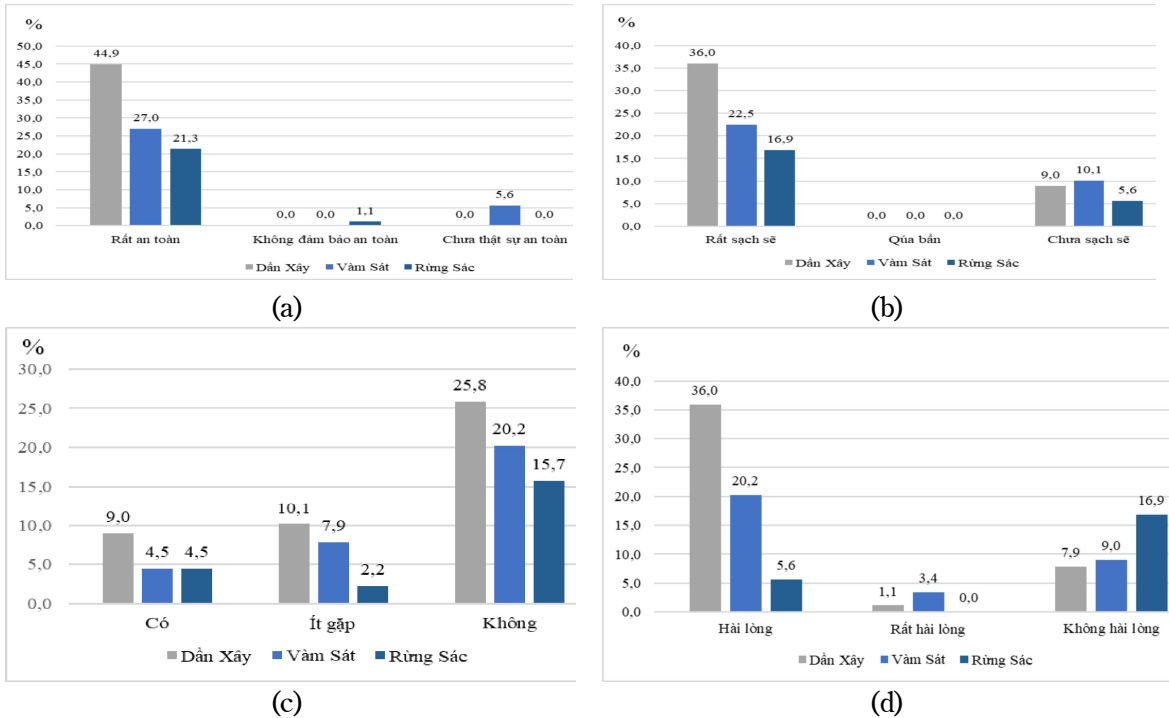 %
50,0
45,0
40,0
35,0
30,0
25,0
20,0
15,0
10,0
5,0
0,0
44,9
27,0
21,3
0,0 0,0 1,1
0,0 5,6 0,0
Rất an toàn Không đảm bảo an toàn Chưa thật sự an toàn
Dần Xây Vàm Sát Rừng Sác
(a)
%
40,0
35,0
30,0
25,0
20,0
15,0
10,0
5,0
0,0
36,0
22,5
16,9
0,0 0,0 0,0
9,0 10,1 5,6
Rất sạch sẽ Qúa bẩn Chưa sạch sẽ
Dần Xây Vàm Sát Rừng Sác
(b)
%
30,0
25,0
20,0
15,0
10,0
5,0
0,0
9,0 4,5 4,5
10,1 7,9 2,2
25,8 20,2 15,7
Có Ít gặp Không
Dần Xây Vàm Sát Rừng Sác
(c)
%
40,0
35,0
30,0
25,0
20,0
15,0
10,0
5,0
0,0
36,0
20,2
5,6
1,1 3,4 0,0
7,9 9,0 16,9
Hài lòng Rất hài lòng Không hài lòng
Dần Xây Vàm Sát Rừng Sác
(d)